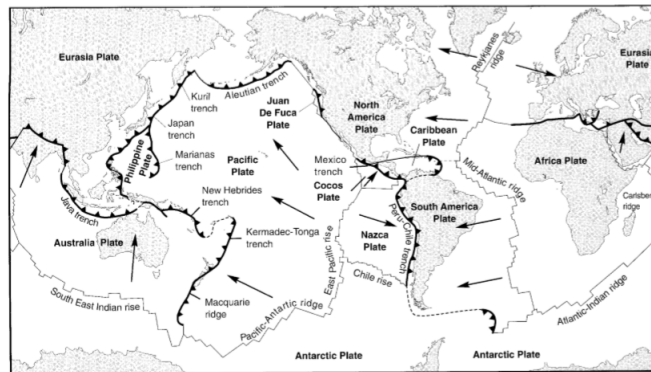 Eurasia Plate
Reykjanes
ridge
Eurasia
Plate
Aleutian trench
Kuril
trench
Juan
De Fuca
Plate
North
America
Plate
Japan
trench
Caribbean
Plate
Philippine
Plate
Marianas
trench
Pacific
Plate
Mexico
trench
Cocos
Plate
Mid-Atlantic ridge
Africa Plate
New Hebrides
trench
South America
Plate
Carlsberg
ridge
Java trench
Peru-Chile trench
Australia Plate
Kermadec-Tonga
trench
Nazca
Plate
East Pacific rise
South East Indian rise
Macquarie
ridge
Pacific-Antartic ridge
Chile rise
Atlantic-Indian ridge
Antarctic Plate
Antarctic Plate